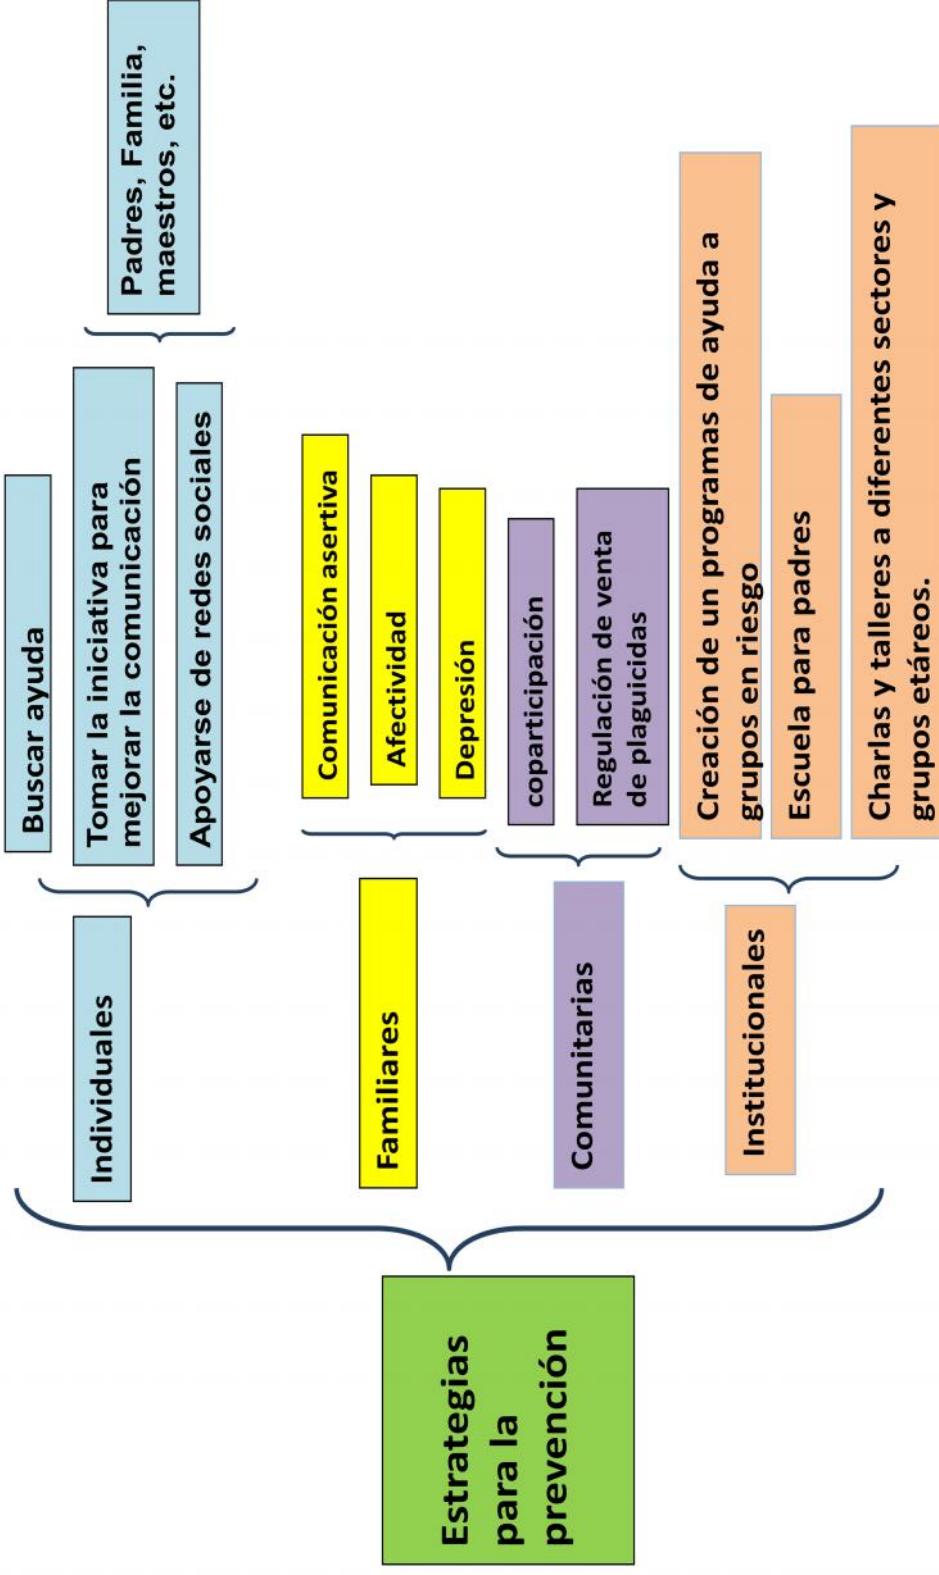 Estrategias
para la
prevención
Individuales
Buscar ayuda
Tomar la iniciativa para
mejorar la comunicación
Apoyarse de redes sociales
Padres, Familia,
maestros, etc.
Familiares
Comunicación asertiva
Afectividad
Depresión
Comunitarias
coparticipación
Regulación de venta
de plaguicidas
Institucionales
Creación de un programas de ayuda a
grupos en riesgo
Escuela para padres
Charlas y talleres a diferentes sectores y
grupos etáreos.